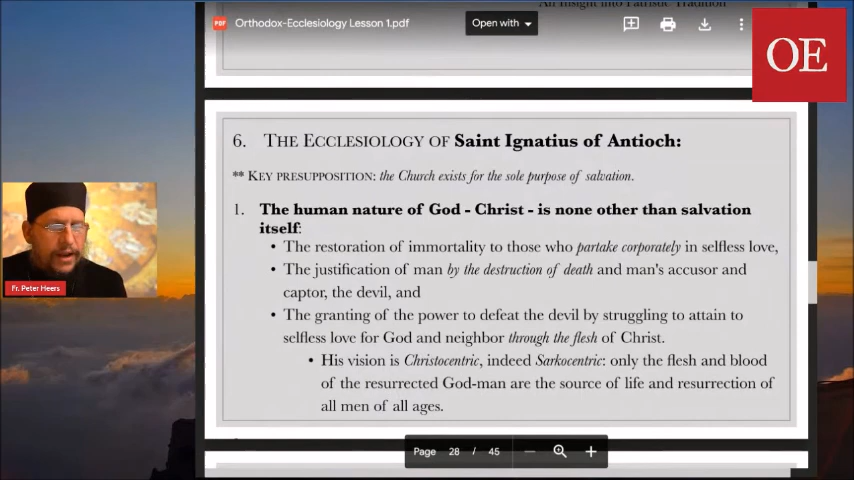 An Insight into Patristic Tradition
PDF
Orthodox-Ecclesiology Lesson 1.pdf
Open with
OE
6. THE ECCLESIOLOGY OF Saint Ignatius of Antioch:
** KEY PRESUPPOSITION: the Church exists for the sole purpose of salvation.
1. The human nature of God - Christ - is none other than salvation
itself:
• The restoration of immortality to those who partake corporately in selfless love,
• The justification of man by the destruction of death and man's accusor and
captor, the devil, and
• The granting of the power to defeat the devil by struggling to attain to
selfless love for God and neighbor through the flesh of Christ.
• His vision is Christocentric, indeed Sarkocentric: only the flesh and blood
of the resurrected God-man are the source of life and resurrection of
all men of all ages.
Fr. Peter Heers
Page 28 / 45